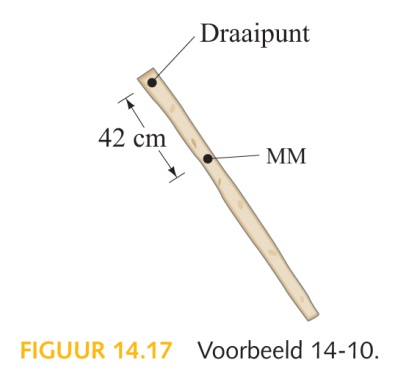 Draaipunt
42 cm
MM
FIGUUR 14.17 Voorbeeld 14-10.